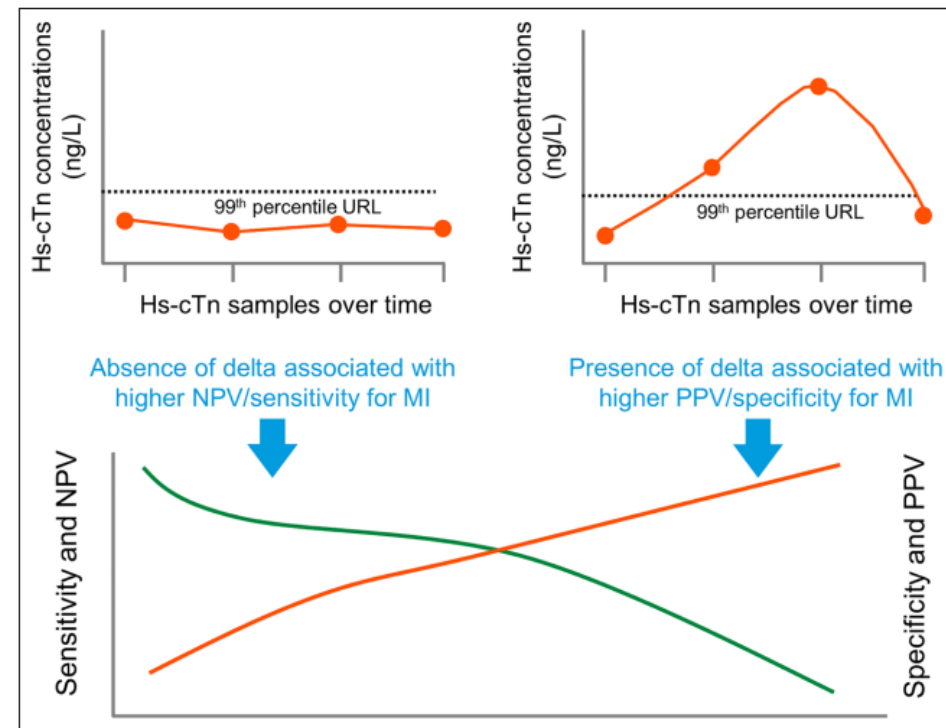 Hs-cTn concentrations
(ng/L)
99th percentile URL
Hs-cTn samples over time
Hs-cTn concentrations
(ng/L)
99th percentile URL
Hs-cTn samples over time
Absence of delta associated with
higher NPV/sensitivity for MI
Presence of delta associated with
higher PPV/specificity for MI
Sensitivity and NPV
Specificity and PPV